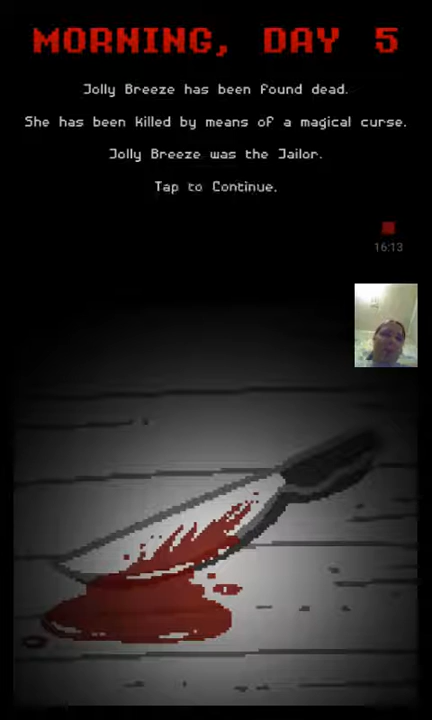 MORNING, DAY 5
Jolly Breeze has been found dead.
She has been killed by means of a magical curse.
Jolly Breeze was the Jailor.
Tap to Continue.
16:13